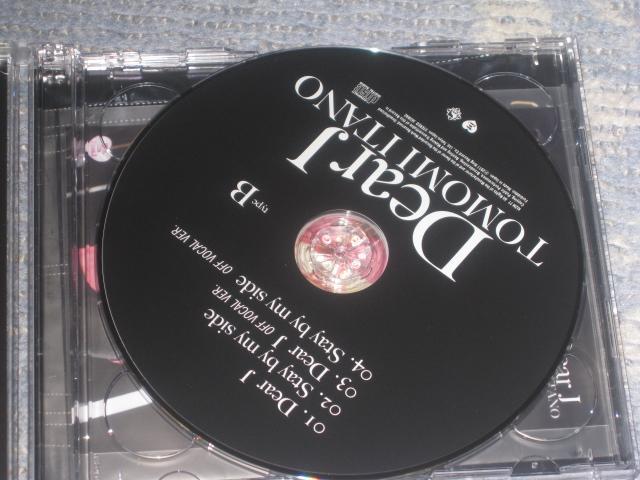 Dear J
TOMOMI ITANO
type B
01. Dear J
02. Stay by my side
03. Dear J OFF VOCAL VER.
04. Stay by my side OFF VOCAL VER.